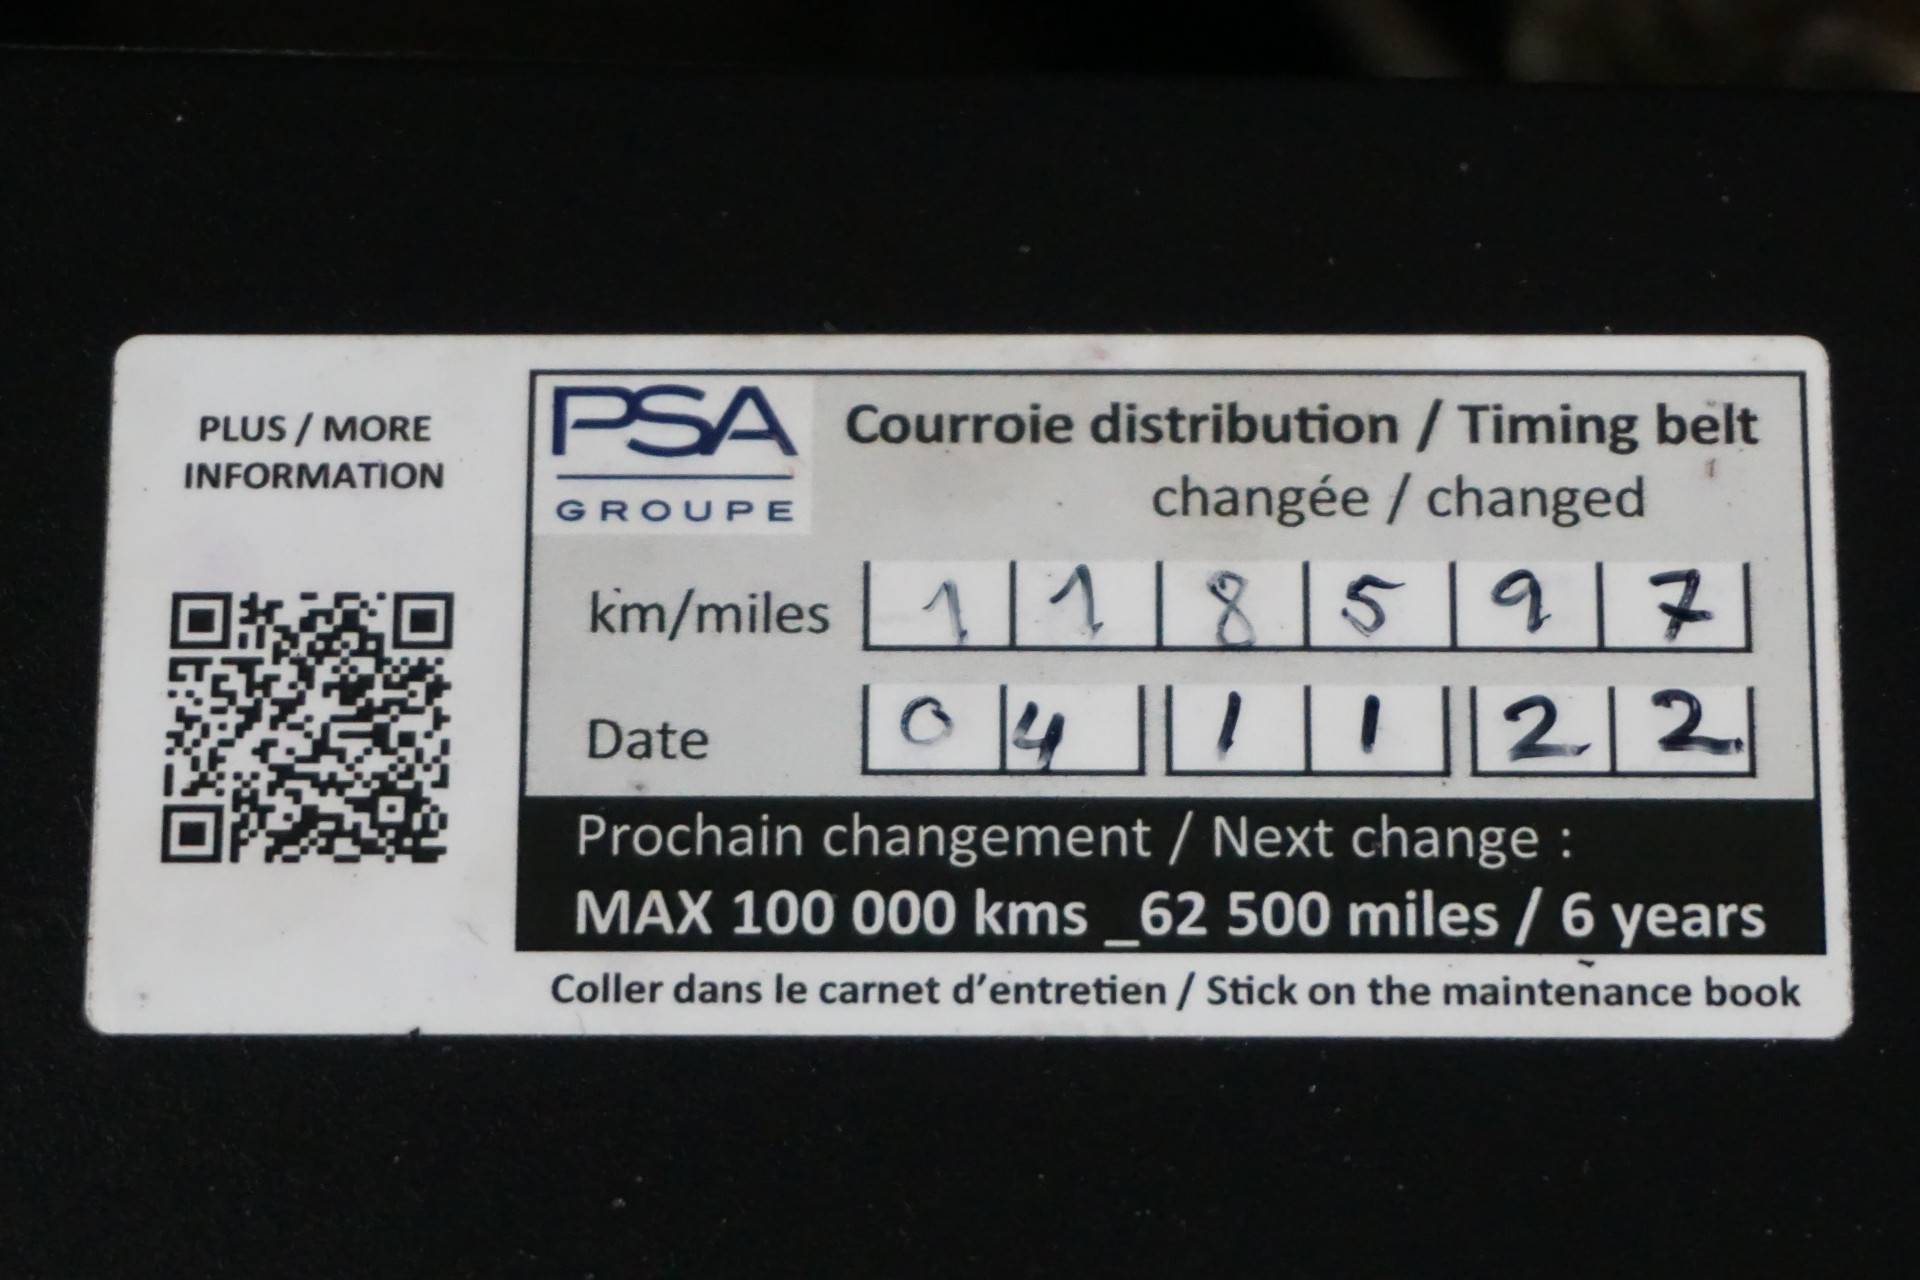 PLUS / MORE
INFORMATION
PSA
GROUPE
Courroie distribution / Timing belt
changée / changed
km/miles 1 1 8 5 9 7
Date 0 4 1 1 2 2
Prochain changement / Next change :
MAX 100 000 kms _62 500 miles / 6 years
Coller dans le carnet d'entretien / Stick on the maintenance book